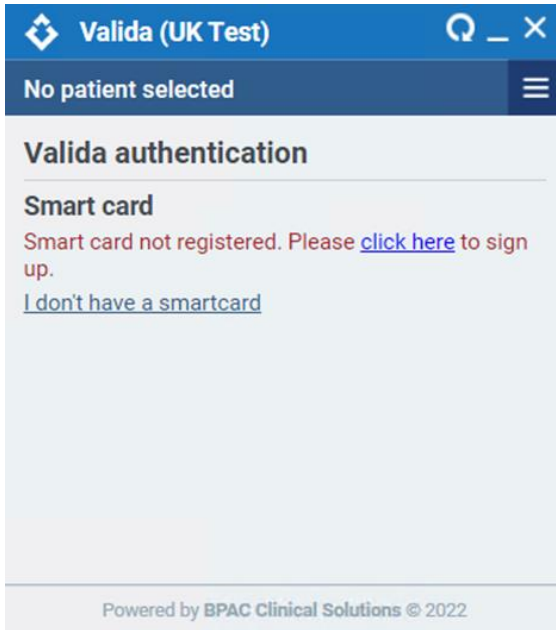 Valida (UK Test)
No patient selected
Valida authentication
Smart card
Smart card not registered. Please click here to sign
up.
I don't have a smartcard
Powered by BPAC Clinical Solutions © 2022